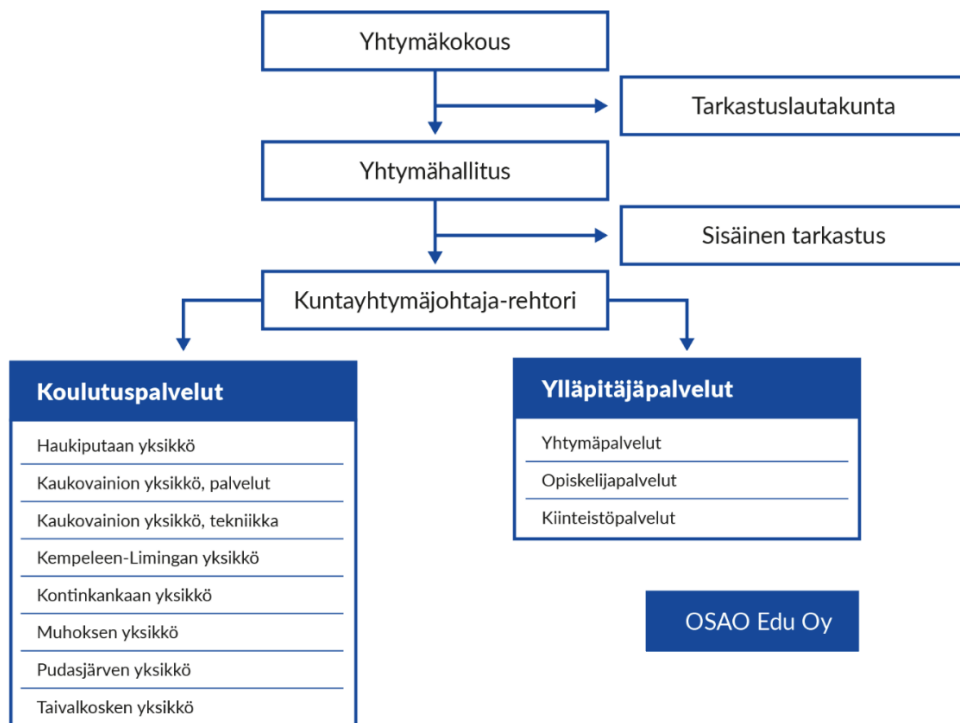 Yhtymäkokous
Tarkastuslautakunta
Yhtymähallitus
Sisäinen tarkastus
Kuntayhtymäjohtaja-rehtori
Koulutuspalvelut
Haukiputaan yksikkö
Kaukovainion yksikkö, palvelut
Kaukovainion yksikkö, tekniikka
Kempeleen-Limingan yksikkö
Kontinkankaan yksikkö
Muhoksen yksikkö
Pudasjärven yksikkö
Taivalkosken yksikkö
Ylläpitäjäpalvelut
Yhtymäpalvelut
Opiskelijapalvelut
Kiinteistöpalvelut
OSAO Edu Oy